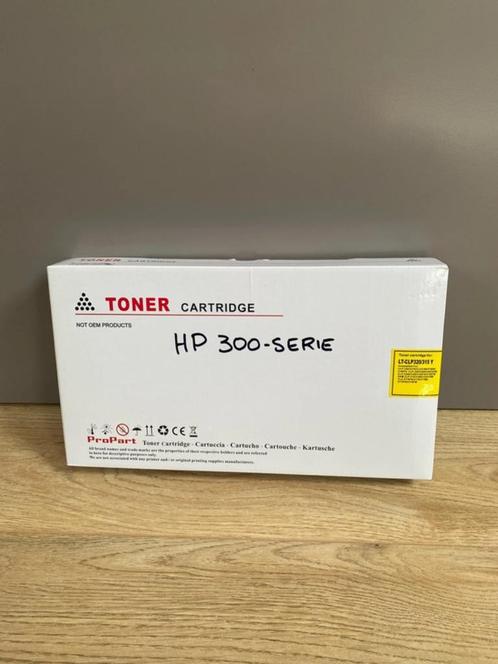 TONER CARTRIDGE
NOT OEM PRODUCTS
HP 300-SERIE
Toner cartridge for:
LT-CLP320/315 Y
ProPart Toner Cartridge - Cartuccia - Cartucho - Cartouche - Kartusche
All brand names and trade marks are the properties of their respective holders and are referred
to here for descriptive purposes only.
We are not associated with any printer and / or original printing supplies manufacturers.